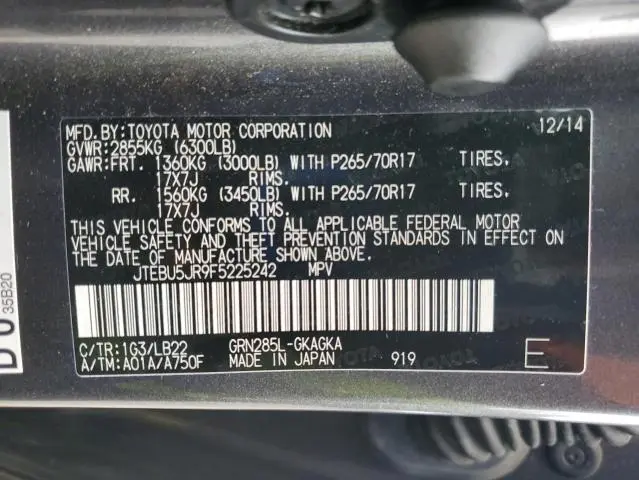 MFD. BY: TOYOTA MOTOR CORPORATION 12/14
GVWR: 2855KG (6300LB)
GAWR: FRT. 1360KG (3000LB) WITH P265/70R17 TIRES,
17X7J RIMS.
RR. 1560KG (3450LB) WITH P265/70R17 TIRES,
17X7J RIMS.
THIS VEHICLE CONFORMS TO ALL APPLICABLE FEDERAL MOTOR
VEHICLE SAFETY AND THEFT PREVENTION STANDARDS IN EFFECT ON
THE DATE OF MANUFACTURE SHOWN ABOVE.
JTEBU5JR9F5225242 MPV
C/TR: 1G3/LB22 GRN285L-GKAGKA
A/TM: A01A/A750F MADE IN JAPAN 919 E
35B20